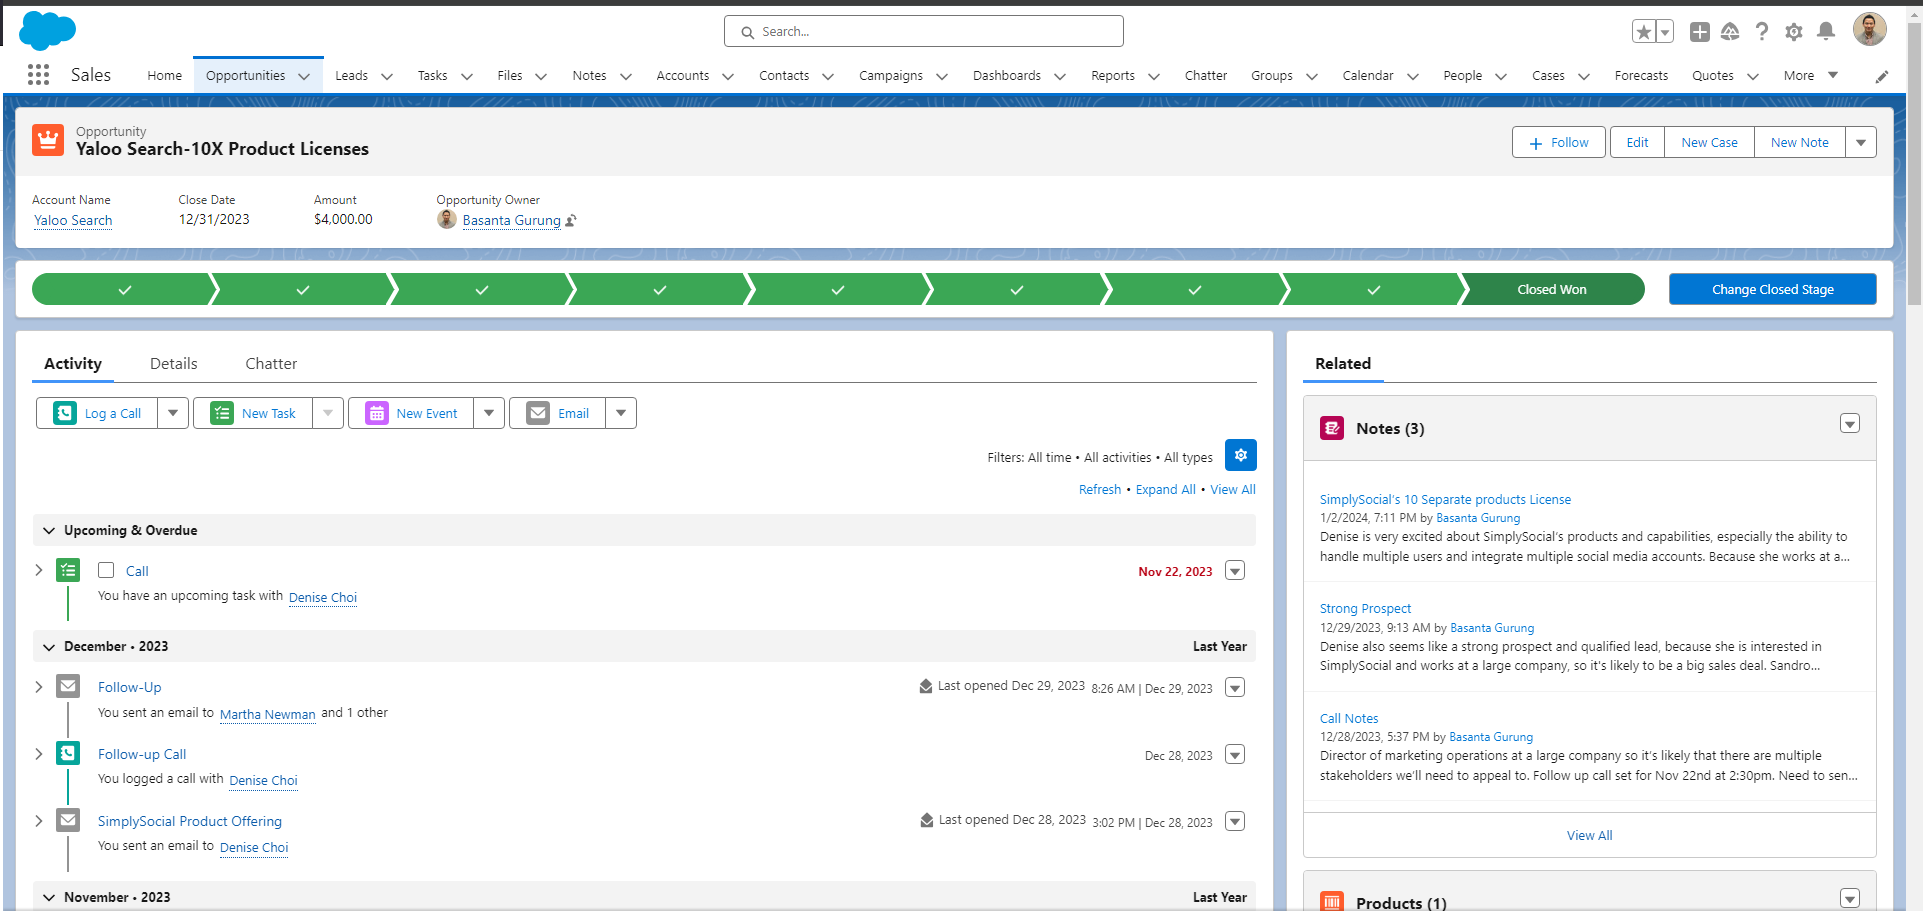 Search...
Sales
Home
Opportunities
Leads
Tasks
Files
Notes
Accounts
Contacts
Campaigns
Dashboards
Reports
Chatter
Groups
Calendar
People
Cases
Forecasts
Quotes
More
Opportunity
Yaloo Search-10X Product Licenses
Follow
Edit
New Case
New Note
Account Name
Yaloo Search
Close Date
12/31/2023
Amount
$4,000.00
Opportunity Owner
Basanta Gurung
Closed Won
Change Closed Stage
Activity
Details
Chatter
Log a Call
New Task
New Event
Email
Filters: All time • All activities • All types
Refresh • Expand All • View All
Upcoming & Overdue
Call
Nov 22, 2023
You have an upcoming task with Denise Choi
December • 2023
Last Year
Follow-Up
Last opened Dec 29, 2023
8:26 AM | Dec 29, 2023
You sent an email to Martha Newman and 1 other
Follow-up Call
Dec 28, 2023
You logged a call with Denise Choi
SimplySocial Product Offering
Last opened Dec 28, 2023
3:02 PM | Dec 28, 2023
You sent an email to Denise Choi
November • 2023
Last Year
Related
Notes (3)
SimplySocial's 10 Separate products License
1/2/2024, 7:11 PM by Basanta Gurung
Denise is very excited about SimplySocial's products and capabilities, especially the ability to
handle multiple users and integrate multiple social media accounts. Because she works at a...
Strong Prospect
12/29/2023, 9:13 AM by Basanta Gurung
Denise also seems like a strong prospect and qualified lead, because she is interested in
SimplySocial and works at a large company, so it's likely to be a big sales deal. Sandro...
Call Notes
12/28/2023, 5:37 PM by Basanta Gurung
Director of marketing operations at a large company so it's likely that there are multiple
stakeholders we'll need to appeal to. Follow up call set for Nov 22nd at 2:30pm. Need to sen...
View All
Products (1)